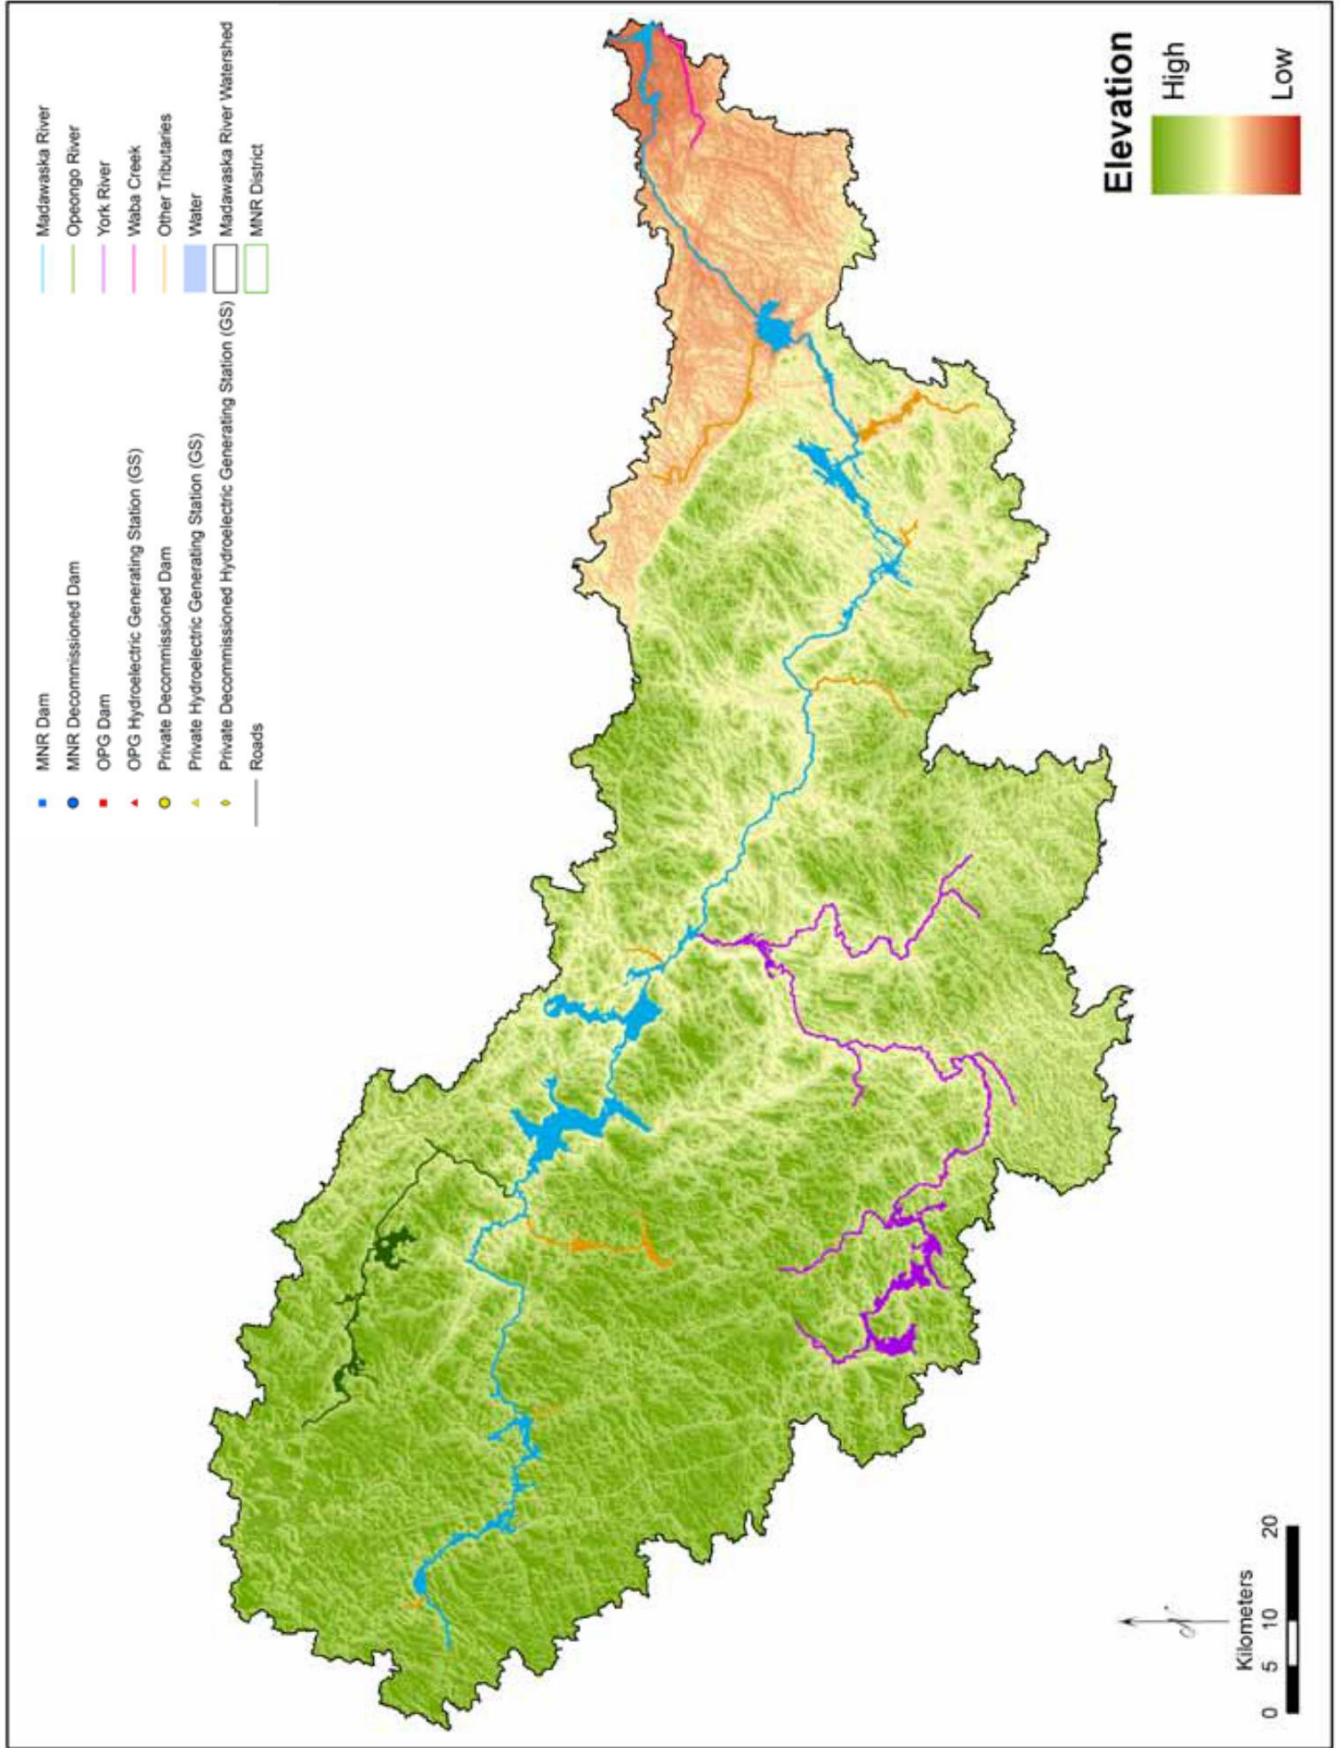 MNR Dam
MNR Decommissioned Dam
OPG Dam
OPG Hydroelectric Generating Station (GS)
Private Decommissioned Dam
Private Hydroelectric Generating Station (GS)
Private Decommissioned Hydroelectric Generating Station (GS)
Roads
Madawaska River
Opeongo River
York River
Waba Creek
Other Tributaries
Water
Madawaska River Watershed
MNR District
Kilometers
0 5 10 20
N
Elevation
High
Low